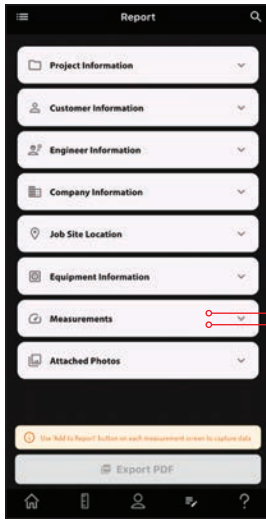 Report
Project Information
Customer Information
Engineer Information
Company Information
Job Site Location
Equipment Information
Measurements
Attached Photos
Use 'Add to Report' button on each measurement screen to capture data
Export PDF
?